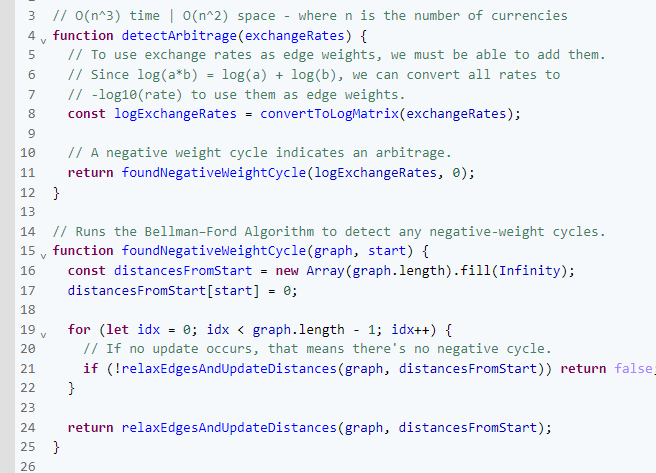 3 // O(n^3) time | O(n^2) space - where n is the number of currencies
4 function detectArbitrage(exchangeRates) {
5 // To use exchange rates as edge weights, we must be able to add them.
6 // Since log(a*b) = log(a) + log(b), we can convert all rates to
7 // -log10(rate) to use them as edge weights.
8 const logExchangeRates = convertToLogMatrix(exchangeRates);
9
10 // A negative weight cycle indicates an arbitrage.
11 return foundNegativeWeightCycle(logExchangeRates, 0);
12 }
13
14 // Runs the Bellman–Ford Algorithm to detect any negative-weight cycles.
15 function foundNegativeWeightCycle(graph, start) {
16 const distancesFromStart = new Array(graph.length).fill(Infinity);
17 distancesFromStart[start] = 0;
18
19 for (let idx = 0; idx < graph.length - 1; idx++) {
20 // If no update occurs, that means there's no negative cycle.
21 if (!relaxEdgesAndUpdateDistances(graph, distancesFromStart)) return false;
22 }
23
24 return relaxEdgesAndUpdateDistances(graph, distancesFromStart);
25 }
26